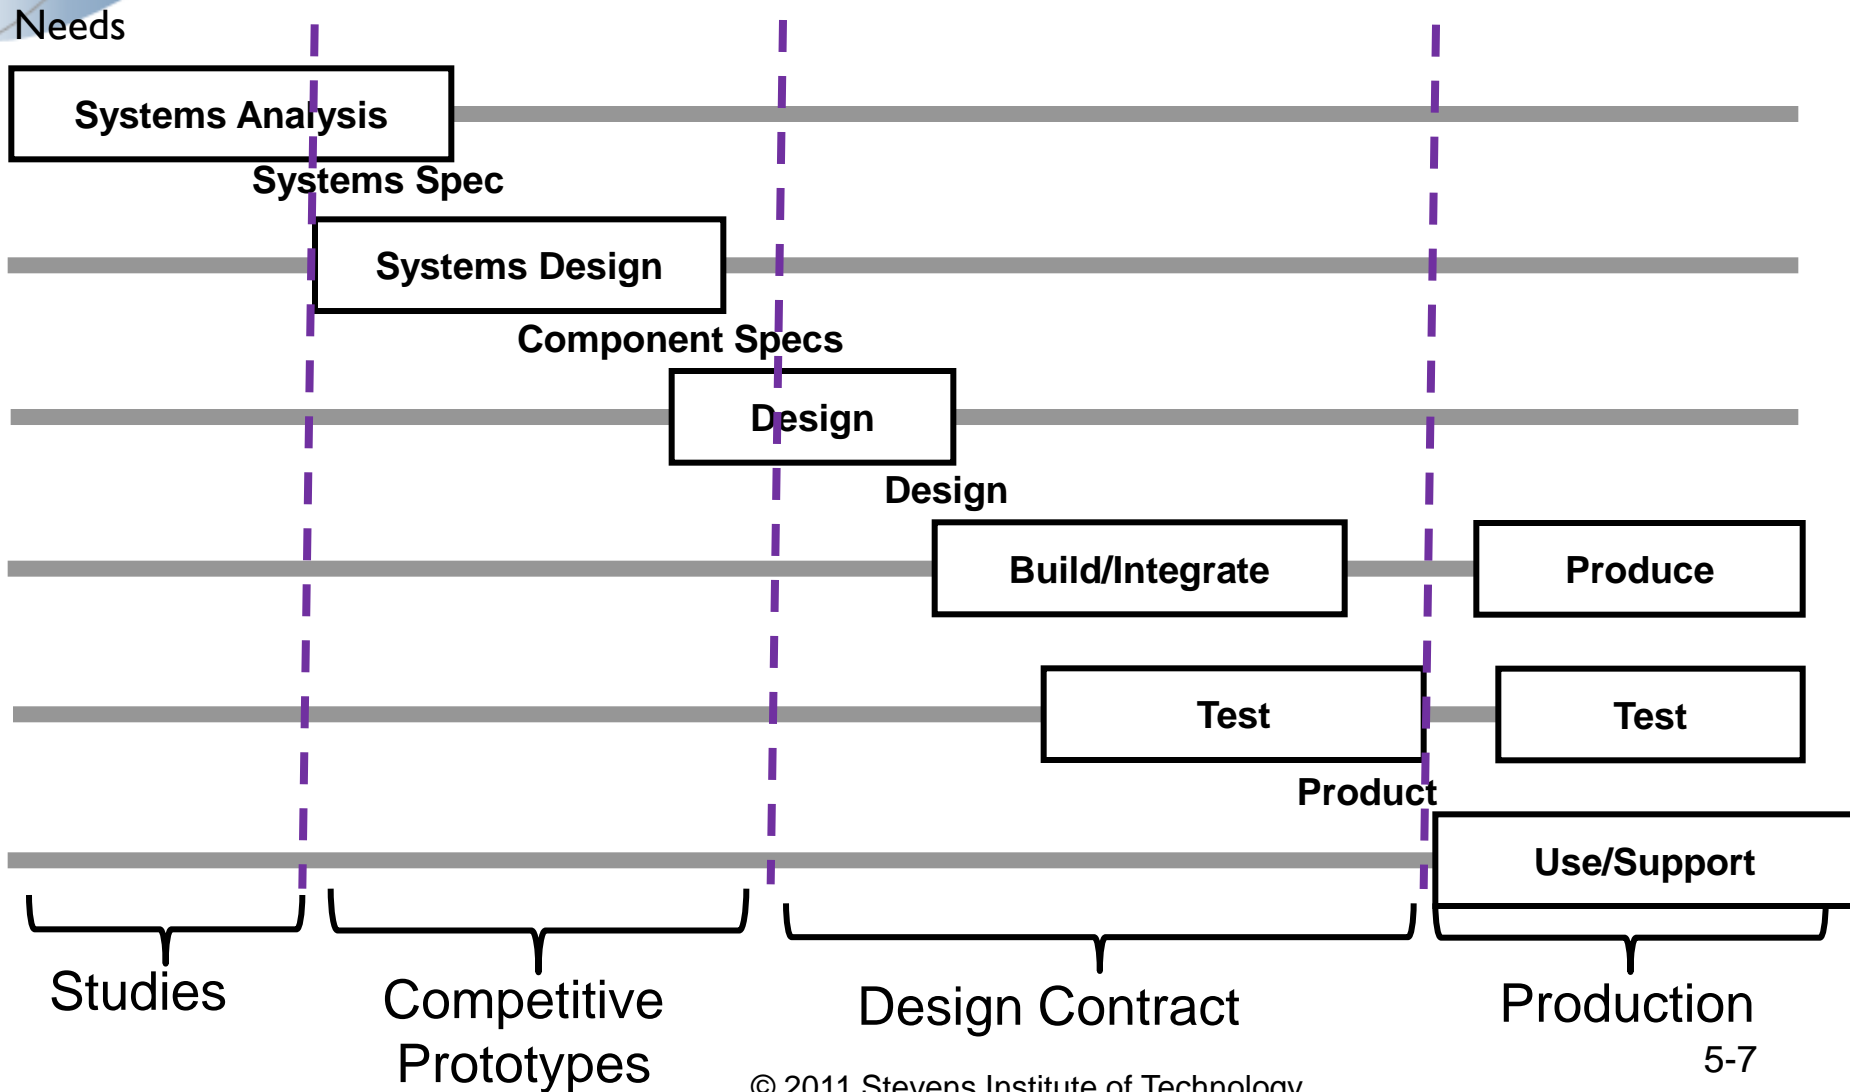 Needs
Systems Analysis
Systems Spec
Systems Design
Component Specs
Design
Design
Build/Integrate
Produce
Test
Test
Product
Use/Support
Studies
Competitive
Prototypes
Design Contract
Production
5-7
© 2011 Stevens Institute of Technology